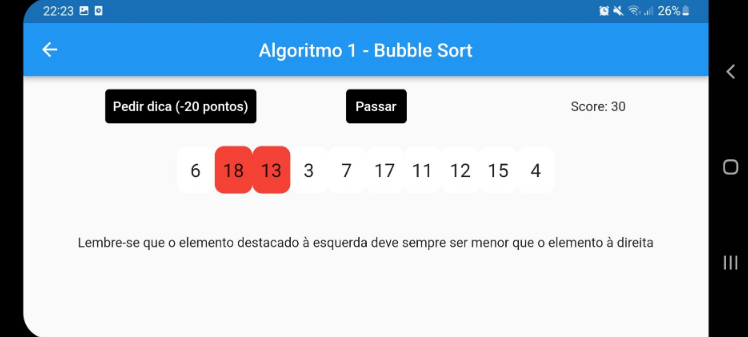 22:23 26%
Algoritmo 1 - Bubble Sort
Pedir dica (-20 pontos) Passar Score: 30
6 18 13 3 7 17 11 12 15 4
Lembre-se que o elemento destacado à esquerda deve sempre ser menor que o elemento à direita